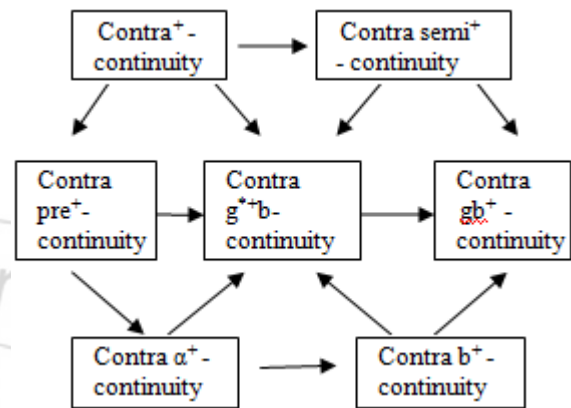 Contra⁺ -
continuity
Contra semi⁺
- continuity
Contra
pre⁺-
continuity
Contra
g*⁺b-
continuity
Contra
gb⁺ -
continuity
Contra α⁺ -
continuity
Contra b⁺ -
continuity